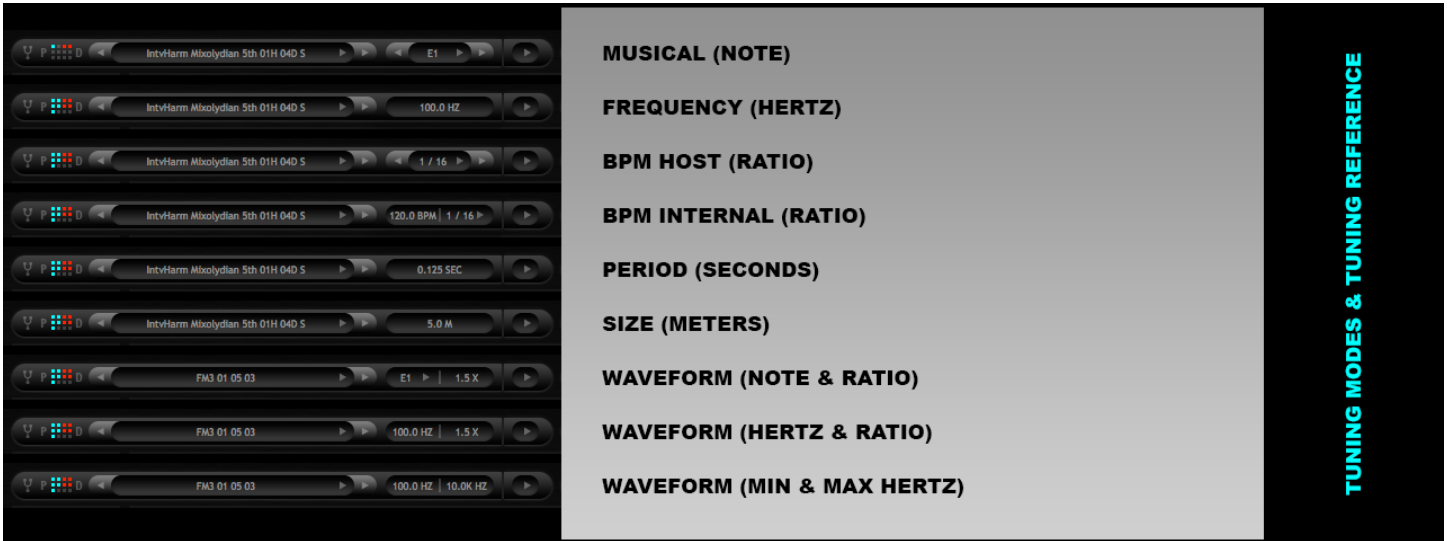 P D IntvHarm Mixolydian 5th 01H 04D S E1 MUSICAL (NOTE)
P D IntvHarm Mixolydian 5th 01H 04D S 100.0 HZ FREQUENCY (HERTZ)
P D IntvHarm Mixolydian 5th 01H 04D S 1 / 16 BPM HOST (RATIO)
P D IntvHarm Mixolydian 5th 01H 04D S 120.0 BPM | 1 / 16 BPM INTERNAL (RATIO)
P D IntvHarm Mixolydian 5th 01H 04D S 0.125 SEC PERIOD (SECONDS)
P D IntvHarm Mixolydian 5th 01H 04D S 5.0 M SIZE (METERS)
P D FM3 01 05 03 E1 | 1.5 X WAVEFORM (NOTE & RATIO)
P D FM3 01 05 03 100.0 HZ | 1.5 X WAVEFORM (HERTZ & RATIO)
P D FM3 01 05 03 100.0 HZ | 10.0K HZ WAVEFORM (MIN & MAX HERTZ)
TUNING MODES & TUNING REFERENCE